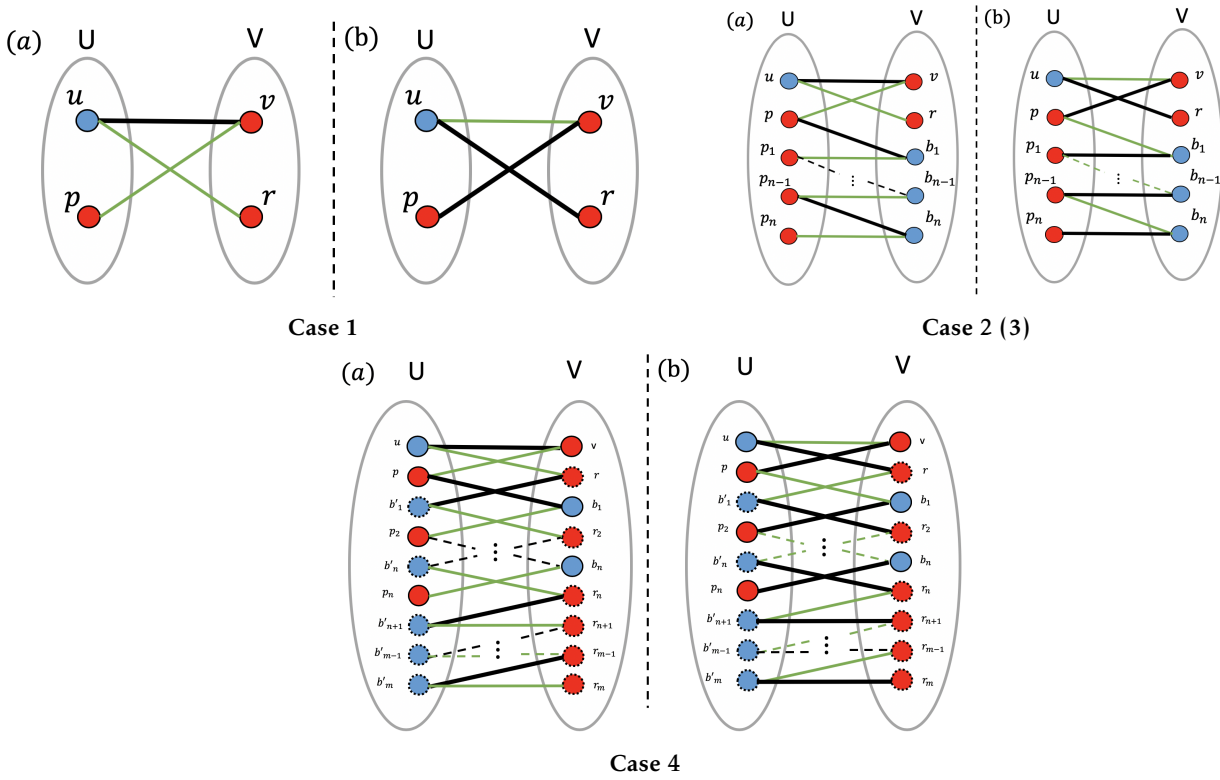 (a) U V (b) U V
u v u v
p r p r
Case 1
(a) U V (b) U V
u v u v
p r p r
p₁ b₁ p₁ b₁
pₙ₋₁ ⋮ bₙ₋₁ pₙ₋₁ ⋮ bₙ₋₁
pₙ bₙ pₙ bₙ
Case 2 (3)
(a) U V (b) U V
u v u v
p r p r
b'₁ b₁ b'₁ b₁
p₂ r₂ p₂ r₂
b'ₙ ⋮ bₙ b'ₙ ⋮ bₙ
pₙ rₙ pₙ rₙ
b'ₙ₊₁ rₙ₊₁ b'ₙ₊₁ rₙ₊₁
b'ₘ₋₁ ⋮ rₘ₋₁ b'ₘ₋₁ ⋮ rₘ₋₁
b'ₘ rₘ b'ₘ rₘ
Case 4